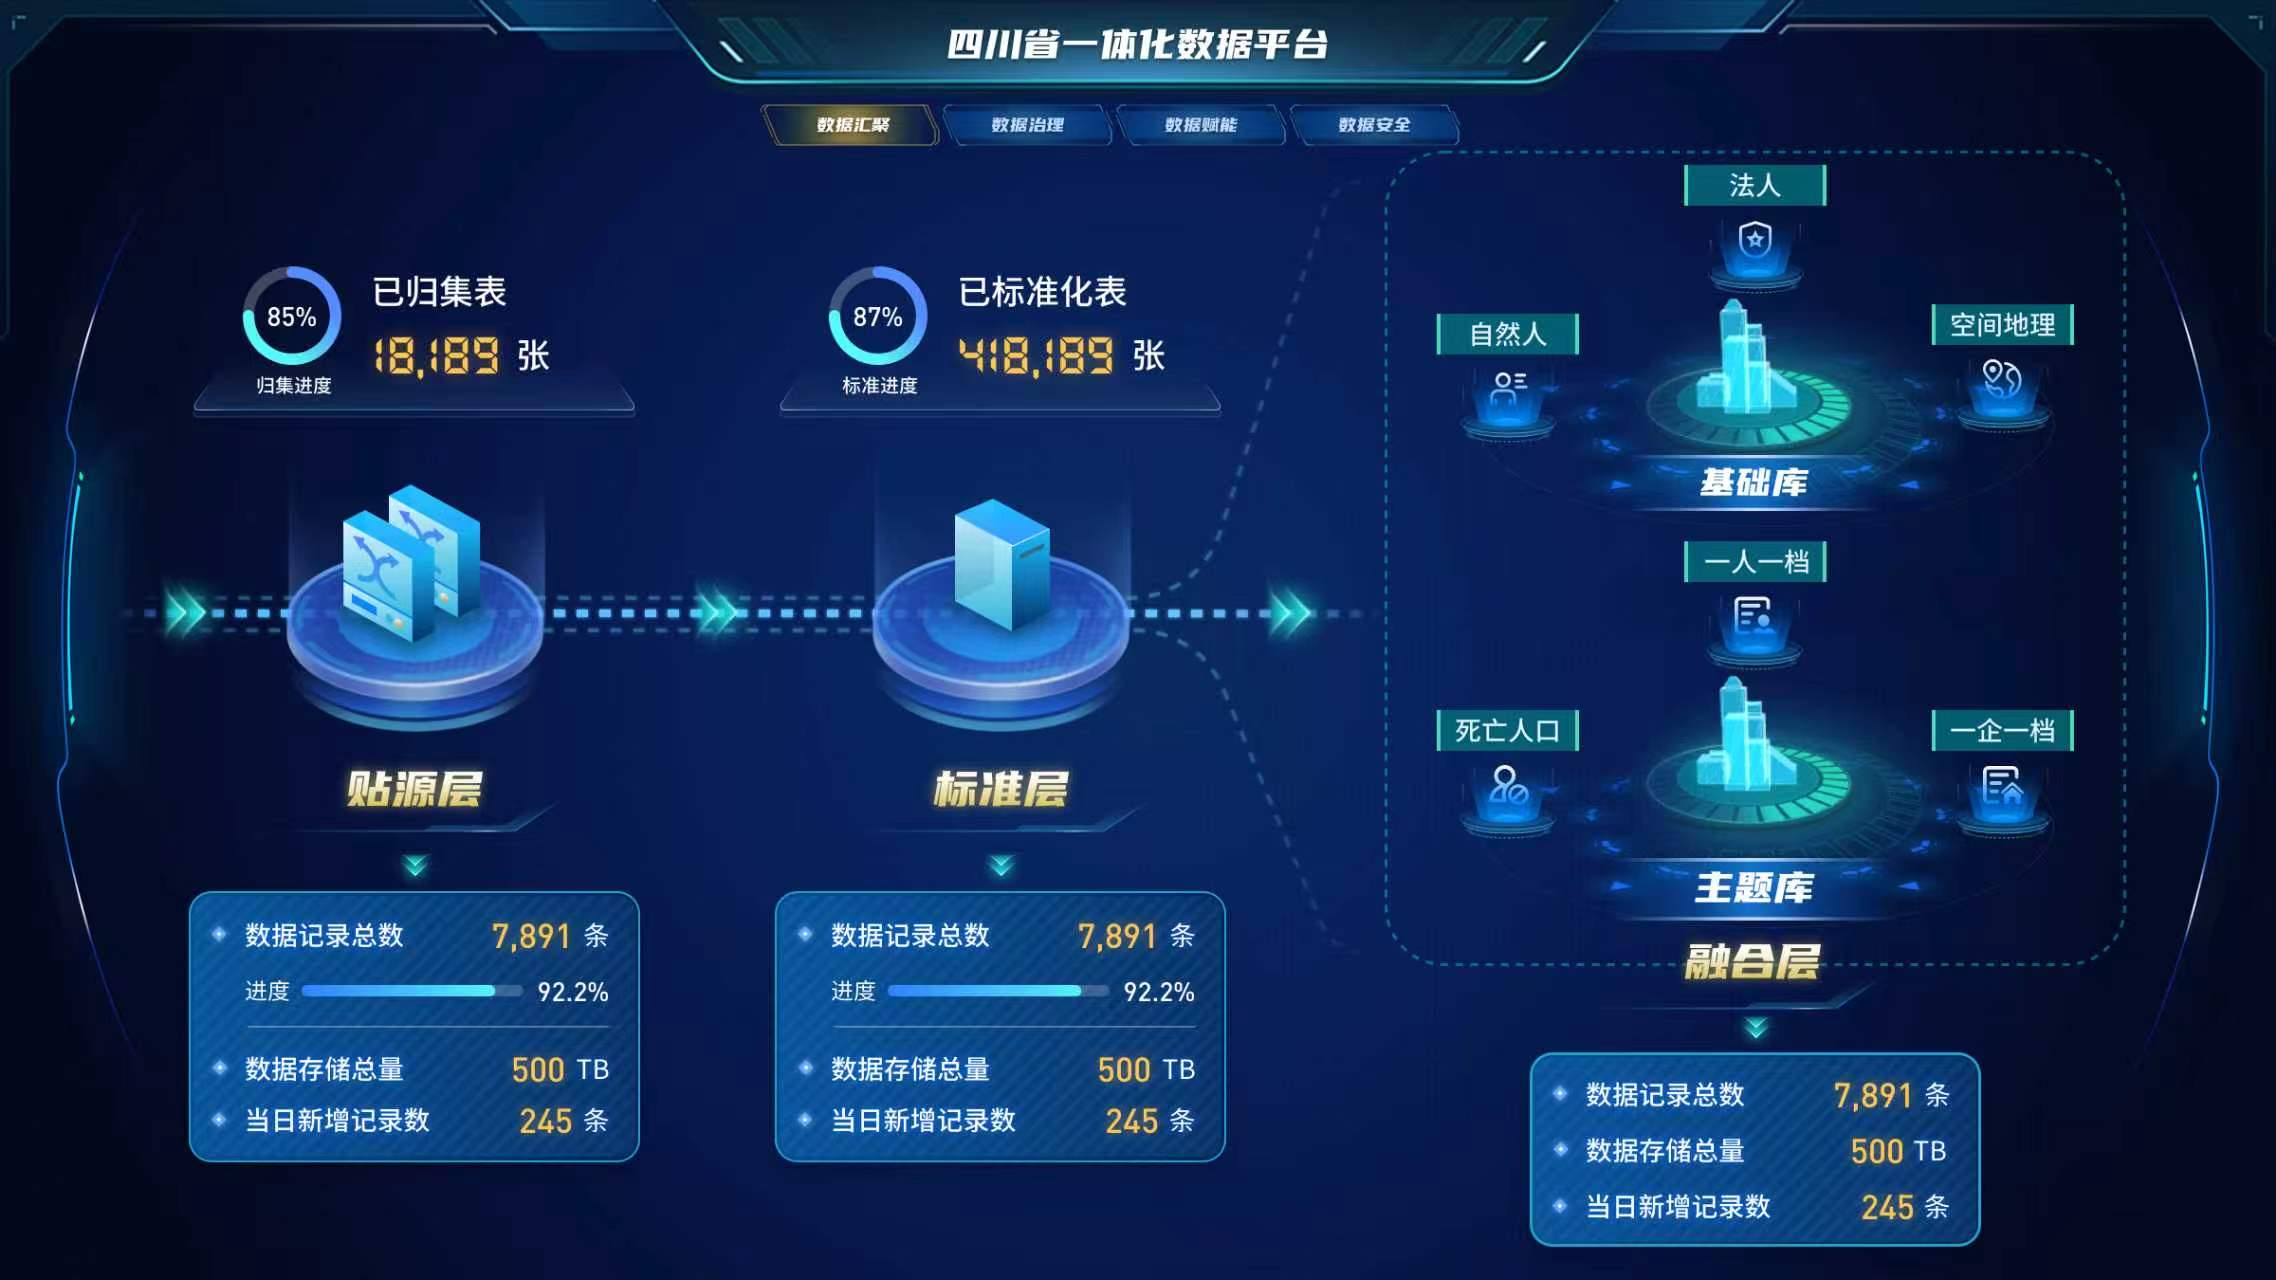 四川省一体化数据平台
数据汇聚 数据治理 数据赋能 数据安全
85%
归集进度
已归集表
18,189 张
87%
标准进度
已标准化表
418,189 张
法人
自然人
空间地理
基础库
一人一档
死亡人口
一企一档
主题库
融合层
贴源层
数据记录总数 7,891 条
进度 92.2%
数据存储总量 500 TB
当日新增记录数 245 条
标准层
数据记录总数 7,891 条
进度 92.2%
数据存储总量 500 TB
当日新增记录数 245 条
数据记录总数 7,891 条
数据存储总量 500 TB
当日新增记录数 245 条